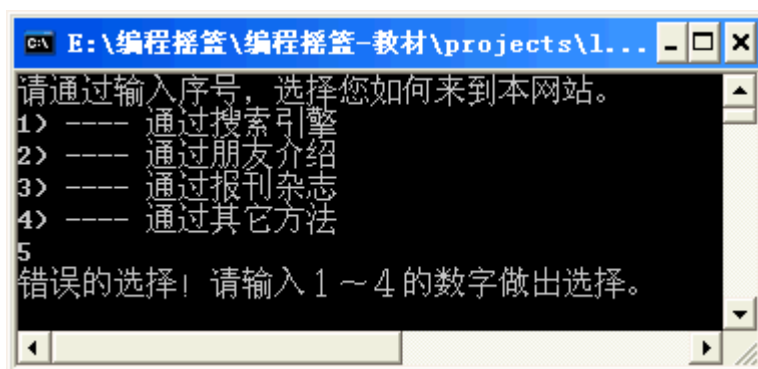 E:\编程摇篮\编程摇篮-教材\projects\l...
请通过输入序号，选择您如何来到本网站。
1> ---- 通过搜索引擎
2> ---- 通过朋友介绍
3> ---- 通过报刊杂志
4> ---- 通过其它方法
5
错误的选择！请输入１～４的数字做出选择。